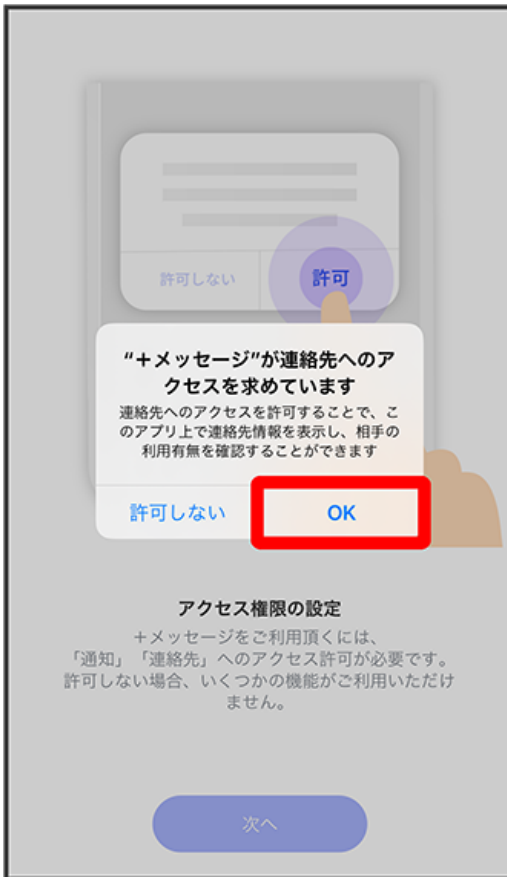 許可しない
許可
“+メッセージ”が連絡先へのア
クセスを求めています
連絡先へのアクセスを許可することで、こ
のアプリ上で連絡先情報を表示し、相手の
利用有無を確認することができます
許可しない
OK
アクセス権限の設定
+メッセージをご利用頂くには、
「通知」「連絡先」へのアクセス許可が必要です。
許可しない場合、いくつかの機能がご利用いただけ
ません。
次へ